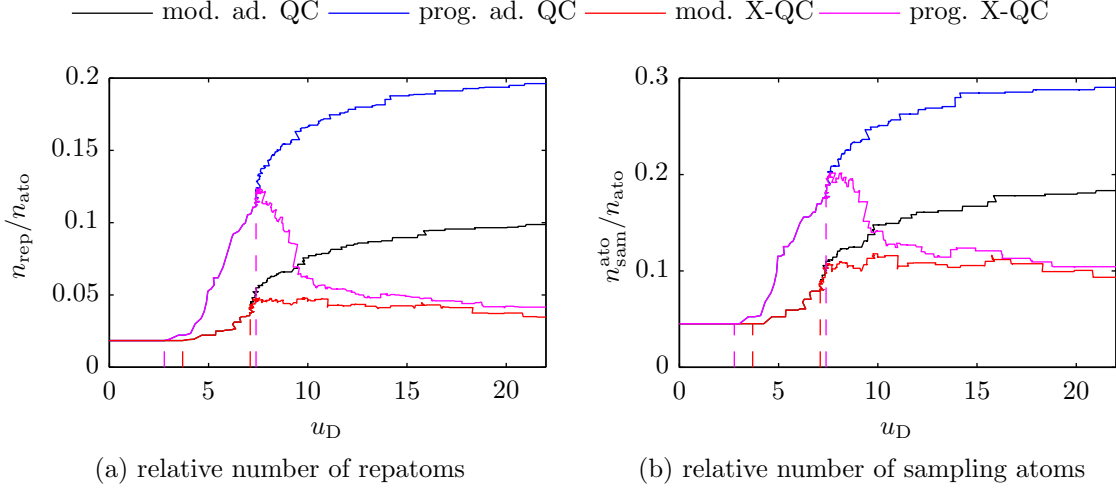 mod. ad. QC prog. ad. QC mod. X-QC prog. X-QC
0.2
0.15
0.1
0.05
0
0 5 10 15 20
n_rep/n_ato
u_D
(a) relative number of repatoms
0.3
0.2
0.1
0
0 5 10 15 20
n^ato_sam/n_ato
u_D
(b) relative number of sampling atoms